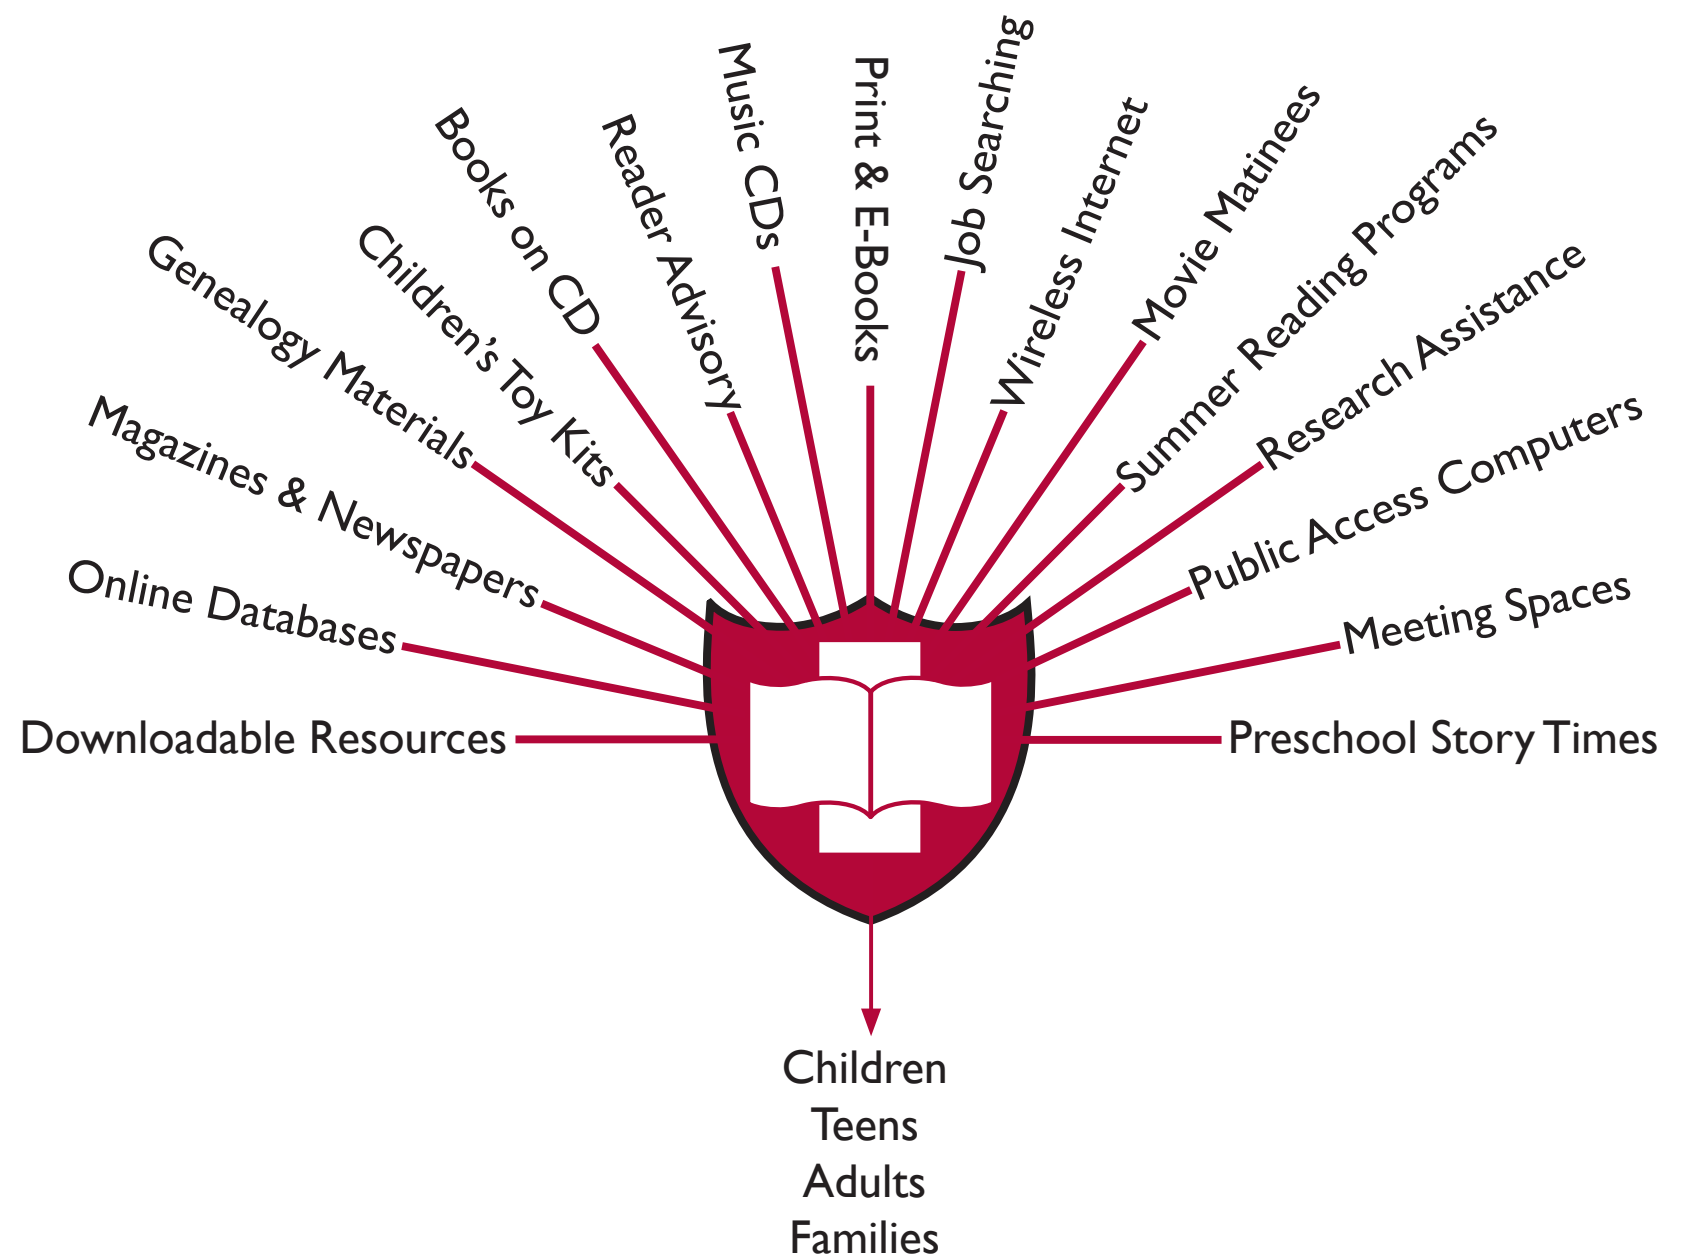 Downloadable Resources
Online Databases
Magazines & Newspapers
Genealogy Materials
Children's Toy Kits
Books on CD
Reader Advisory
Music CDs
Print & E-Books
Job Searching
Wireless Internet
Movie Matinees
Summer Reading Programs
Research Assistance
Public Access Computers
Meeting Spaces
Preschool Story Times
Children
Teens
Adults
Families